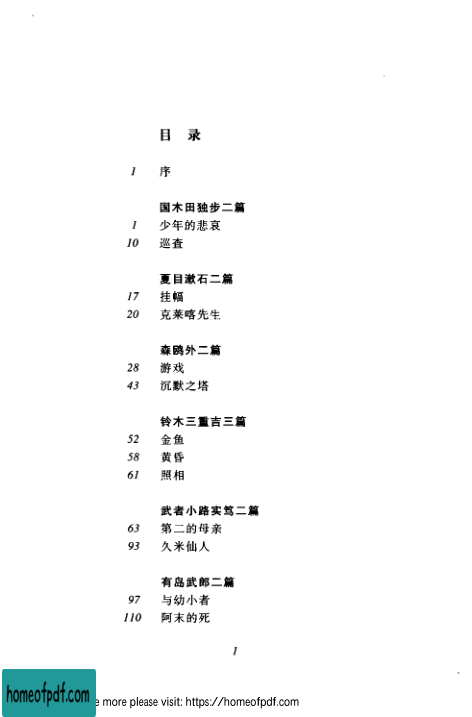 目 录
1 序
国木田独步二篇
1 少年的悲哀
10 巡查
夏目漱石二篇
17 挂幅
20 克莱喀先生
森鸥外二篇
28 游戏
43 沉默之塔
铃木三重吉三篇
52 金鱼
58 黄昏
61 照相
武者小路实笃二篇
63 第二的母亲
93 久米仙人
有岛武郎二篇
97 与幼小者
110 阿末的死
1
homeofpdf.com
e more please visit: https://homeofpdf.com